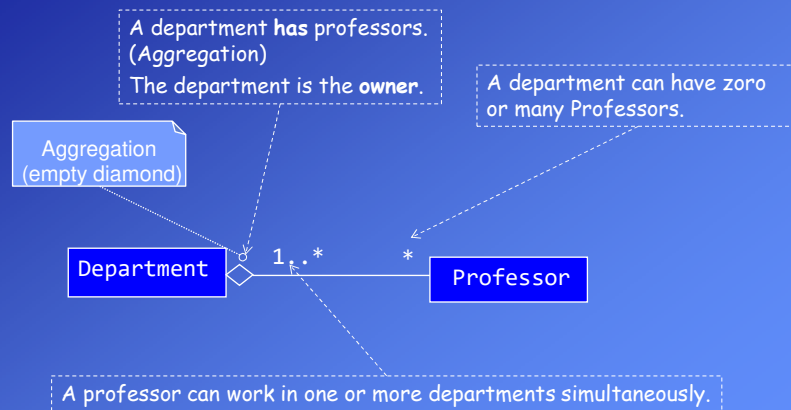 A department has professors.
(Aggregation)
The department is the owner.
A department can have zoro
or many Professors.
Aggregation
(empty diamond)
Department
1..*
*
Professor
A professor can work in one or more departments simultaneously.